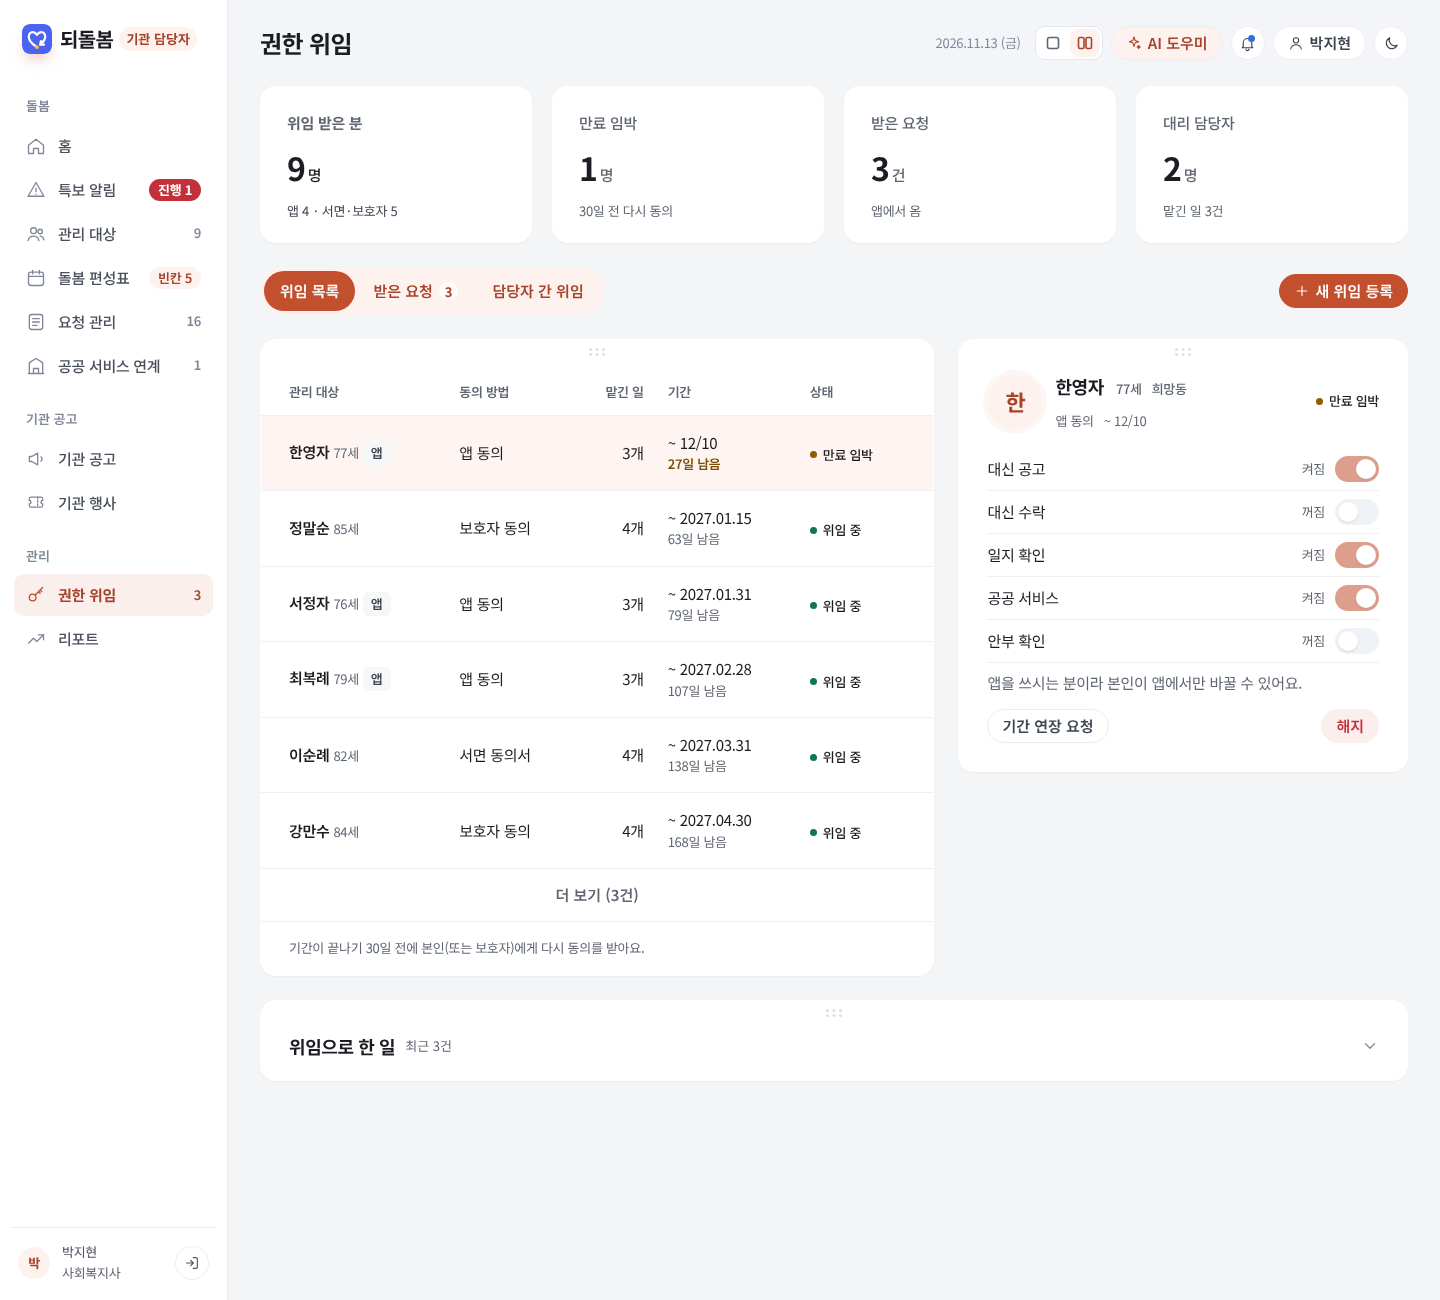 되돌봄 기관 담당자
돌봄
홈
특보 알림 진행 1
관리 대상 9
돌봄 편성표 빈칸 5
요청 관리 16
공공 서비스 연계 1
기관 공고
기관 공고
기관 행사
관리
권한 위임 3
리포트
박
박지현
사회복지사
권한 위임
2026.11.13 (금)
AI 도우미
박지현
위임 받은 분
9명
앱 4 · 서면·보호자 5
만료 임박
1명
30일 전 다시 동의
받은 요청
3건
앱에서 옴
대리 담당자
2명
맡긴 일 3건
위임 목록 받은 요청 3 담당자 간 위임
+ 새 위임 등록
관리 대상 동의 방법 맡긴 일 기간 상태
한영자 77세 앱 앱 동의 3개 ~ 12/10 만료 임박
27일 남음
정말순 85세 보호자 동의 4개 ~ 2027.01.15 위임 중
63일 남음
서정자 76세 앱 앱 동의 3개 ~ 2027.01.31 위임 중
79일 남음
최복례 79세 앱 앱 동의 3개 ~ 2027.02.28 위임 중
107일 남음
이순례 82세 서면 동의서 4개 ~ 2027.03.31 위임 중
138일 남음
강만수 84세 보호자 동의 4개 ~ 2027.04.30 위임 중
168일 남음
더 보기 (3건)
기간이 끝나기 30일 전에 본인(또는 보호자)에게 다시 동의를 받아요.
한
한영자 77세 희망동
앱 동의 ~ 12/10
만료 임박
대신 공고 켜짐
대신 수락 꺼짐
일지 확인 켜짐
공공 서비스 켜짐
안부 확인 꺼짐
앱을 쓰시는 분이라 본인이 앱에서만 바꿀 수 있어요.
기간 연장 요청 해지
위임으로 한 일 최근 3건